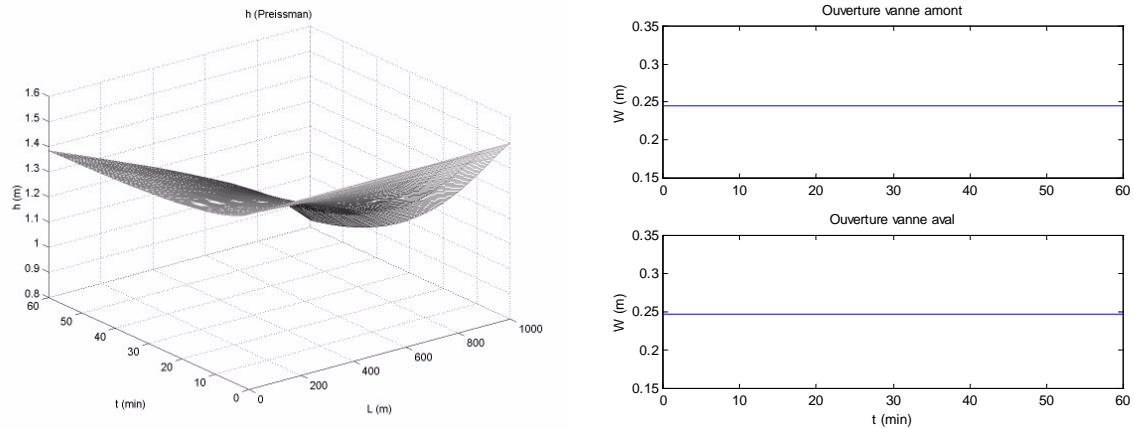 h (Preissman)
1.6
1.5
1.4
1.3
1.2
1.1
1
0.9
0.8
h (m)
60
50
40
30
20
10
0
t (min)
0
200
400
600
800
1000
L (m)
Ouverture vanne amont
0.35
0.3
0.25
0.2
0.15
W (m)
0 10 20 30 40 50 60
Ouverture vanne aval
0.35
0.3
0.25
0.2
0.15
W (m)
0 10 20 30 40 50 60
t (min)